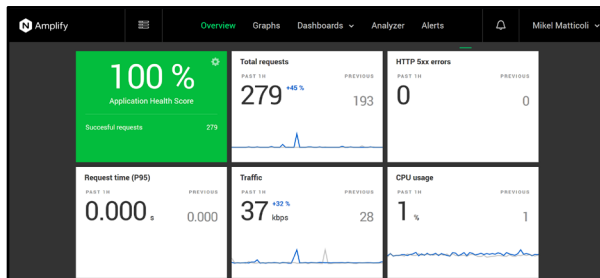 N Amplify Overview Graphs Dashboards Analyzer Alerts Mikel Matticoli
100 %
Application Health Score
Succesful requests 279
Total requests
PAST 1H PREVIOUS
279 +45 % 193
HTTP 5xx errors
PAST 1H PREVIOUS
0 0
Request time (P95)
PAST 1H PREVIOUS
0.000 s 0.000
Traffic
PAST 1H PREVIOUS
37 +32 % kbps 28
CPU usage
PAST 1H PREVIOUS
1 % 1